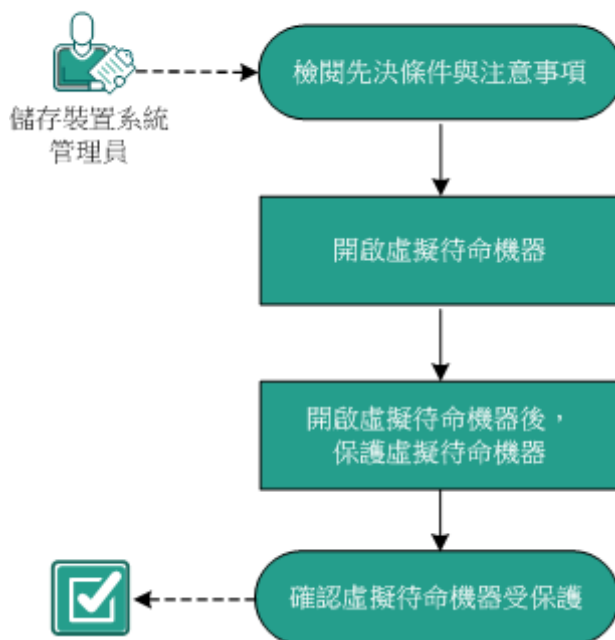 檢閱先決條件與注意事項
儲存裝置系統
管理員
開啟虛擬待命機器
開啟虛擬待命機器後，
保護虛擬待命機器
確認虛擬待命機器受保護